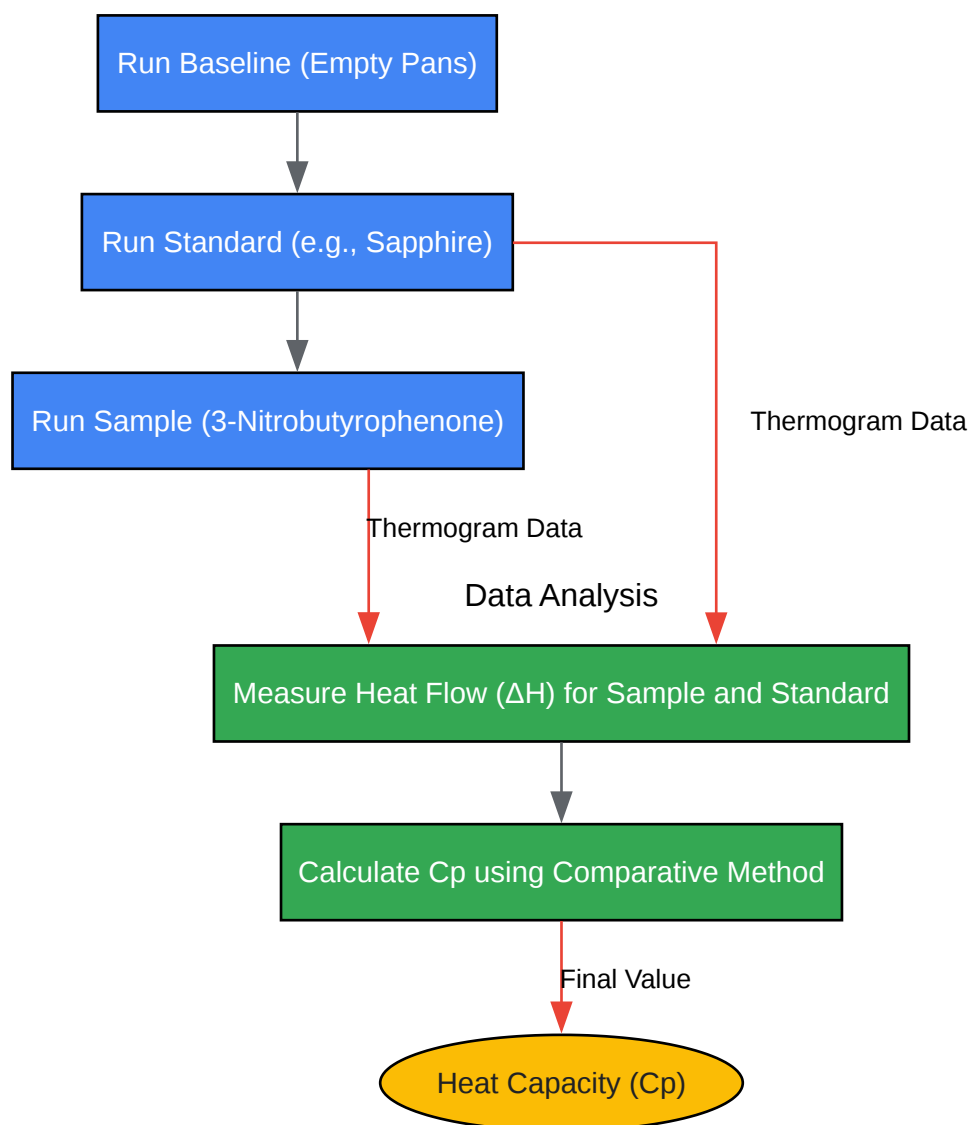 Run Baseline (Empty Pans)
Run Standard (e.g., Sapphire)
Run Sample (3-Nitrobutyrophenone)
Thermogram Data
Thermogram Data
Data Analysis
Measure Heat Flow (ΔH) for Sample and Standard
Calculate Cp using Comparative Method
Final Value
Heat Capacity (Cp)